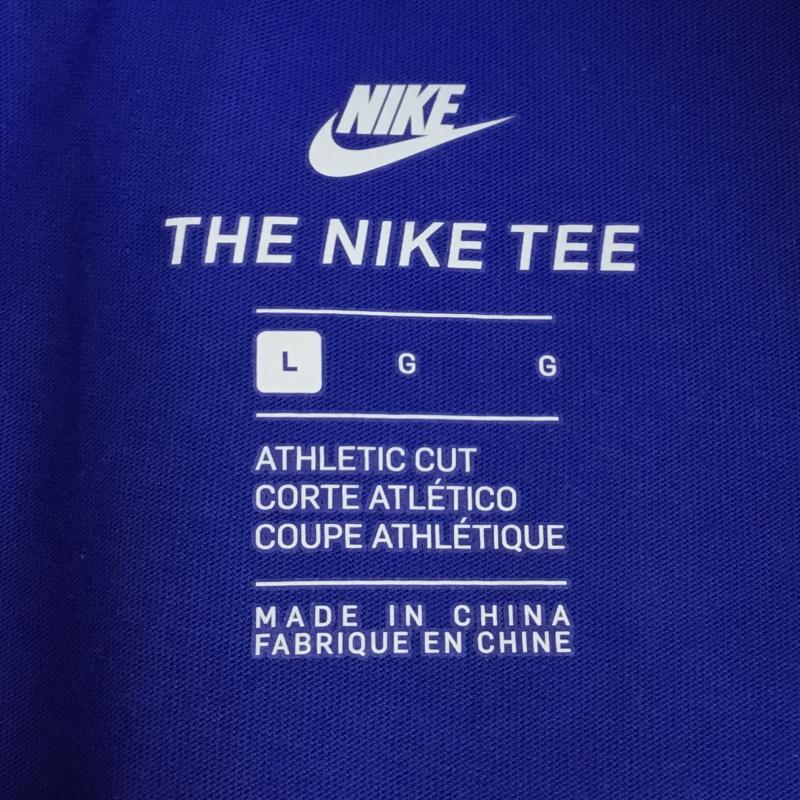 NIKE
THE NIKE TEE
L G G
ATHLETIC CUT
CORTE ATLÉTICO
COUPE ATHLÉTIQUE
MADE IN CHINA
FABRIQUE EN CHINE